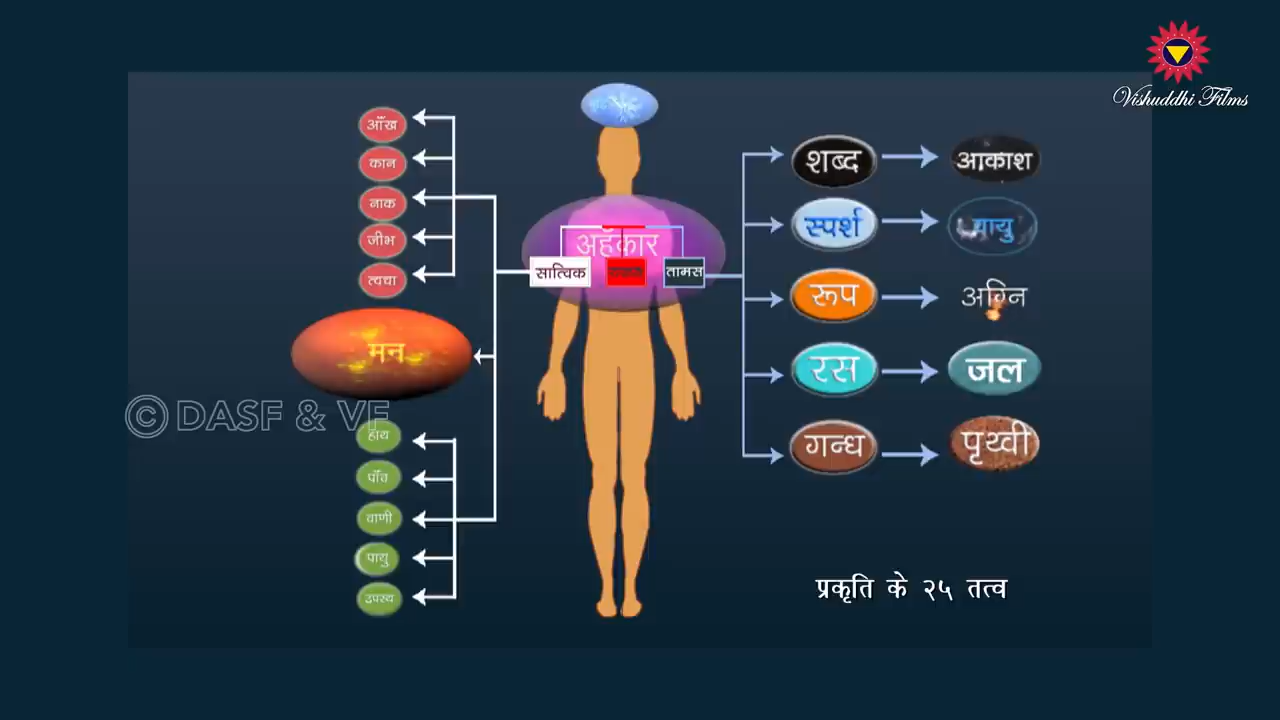 Vishuddhi Films
आँख
कान
नाक
जीभ
त्वचा
मन
हाथ
पाँव
वाणी
पायु
उपस्थ
अहँकार
सात्विक
तामस
शब्द
आकाश
स्पर्श
वायु
रूप
अग्नि
रस
जल
गन्ध
पृथ्वी
© DASF & VF
प्रकृति के २५ तत्व